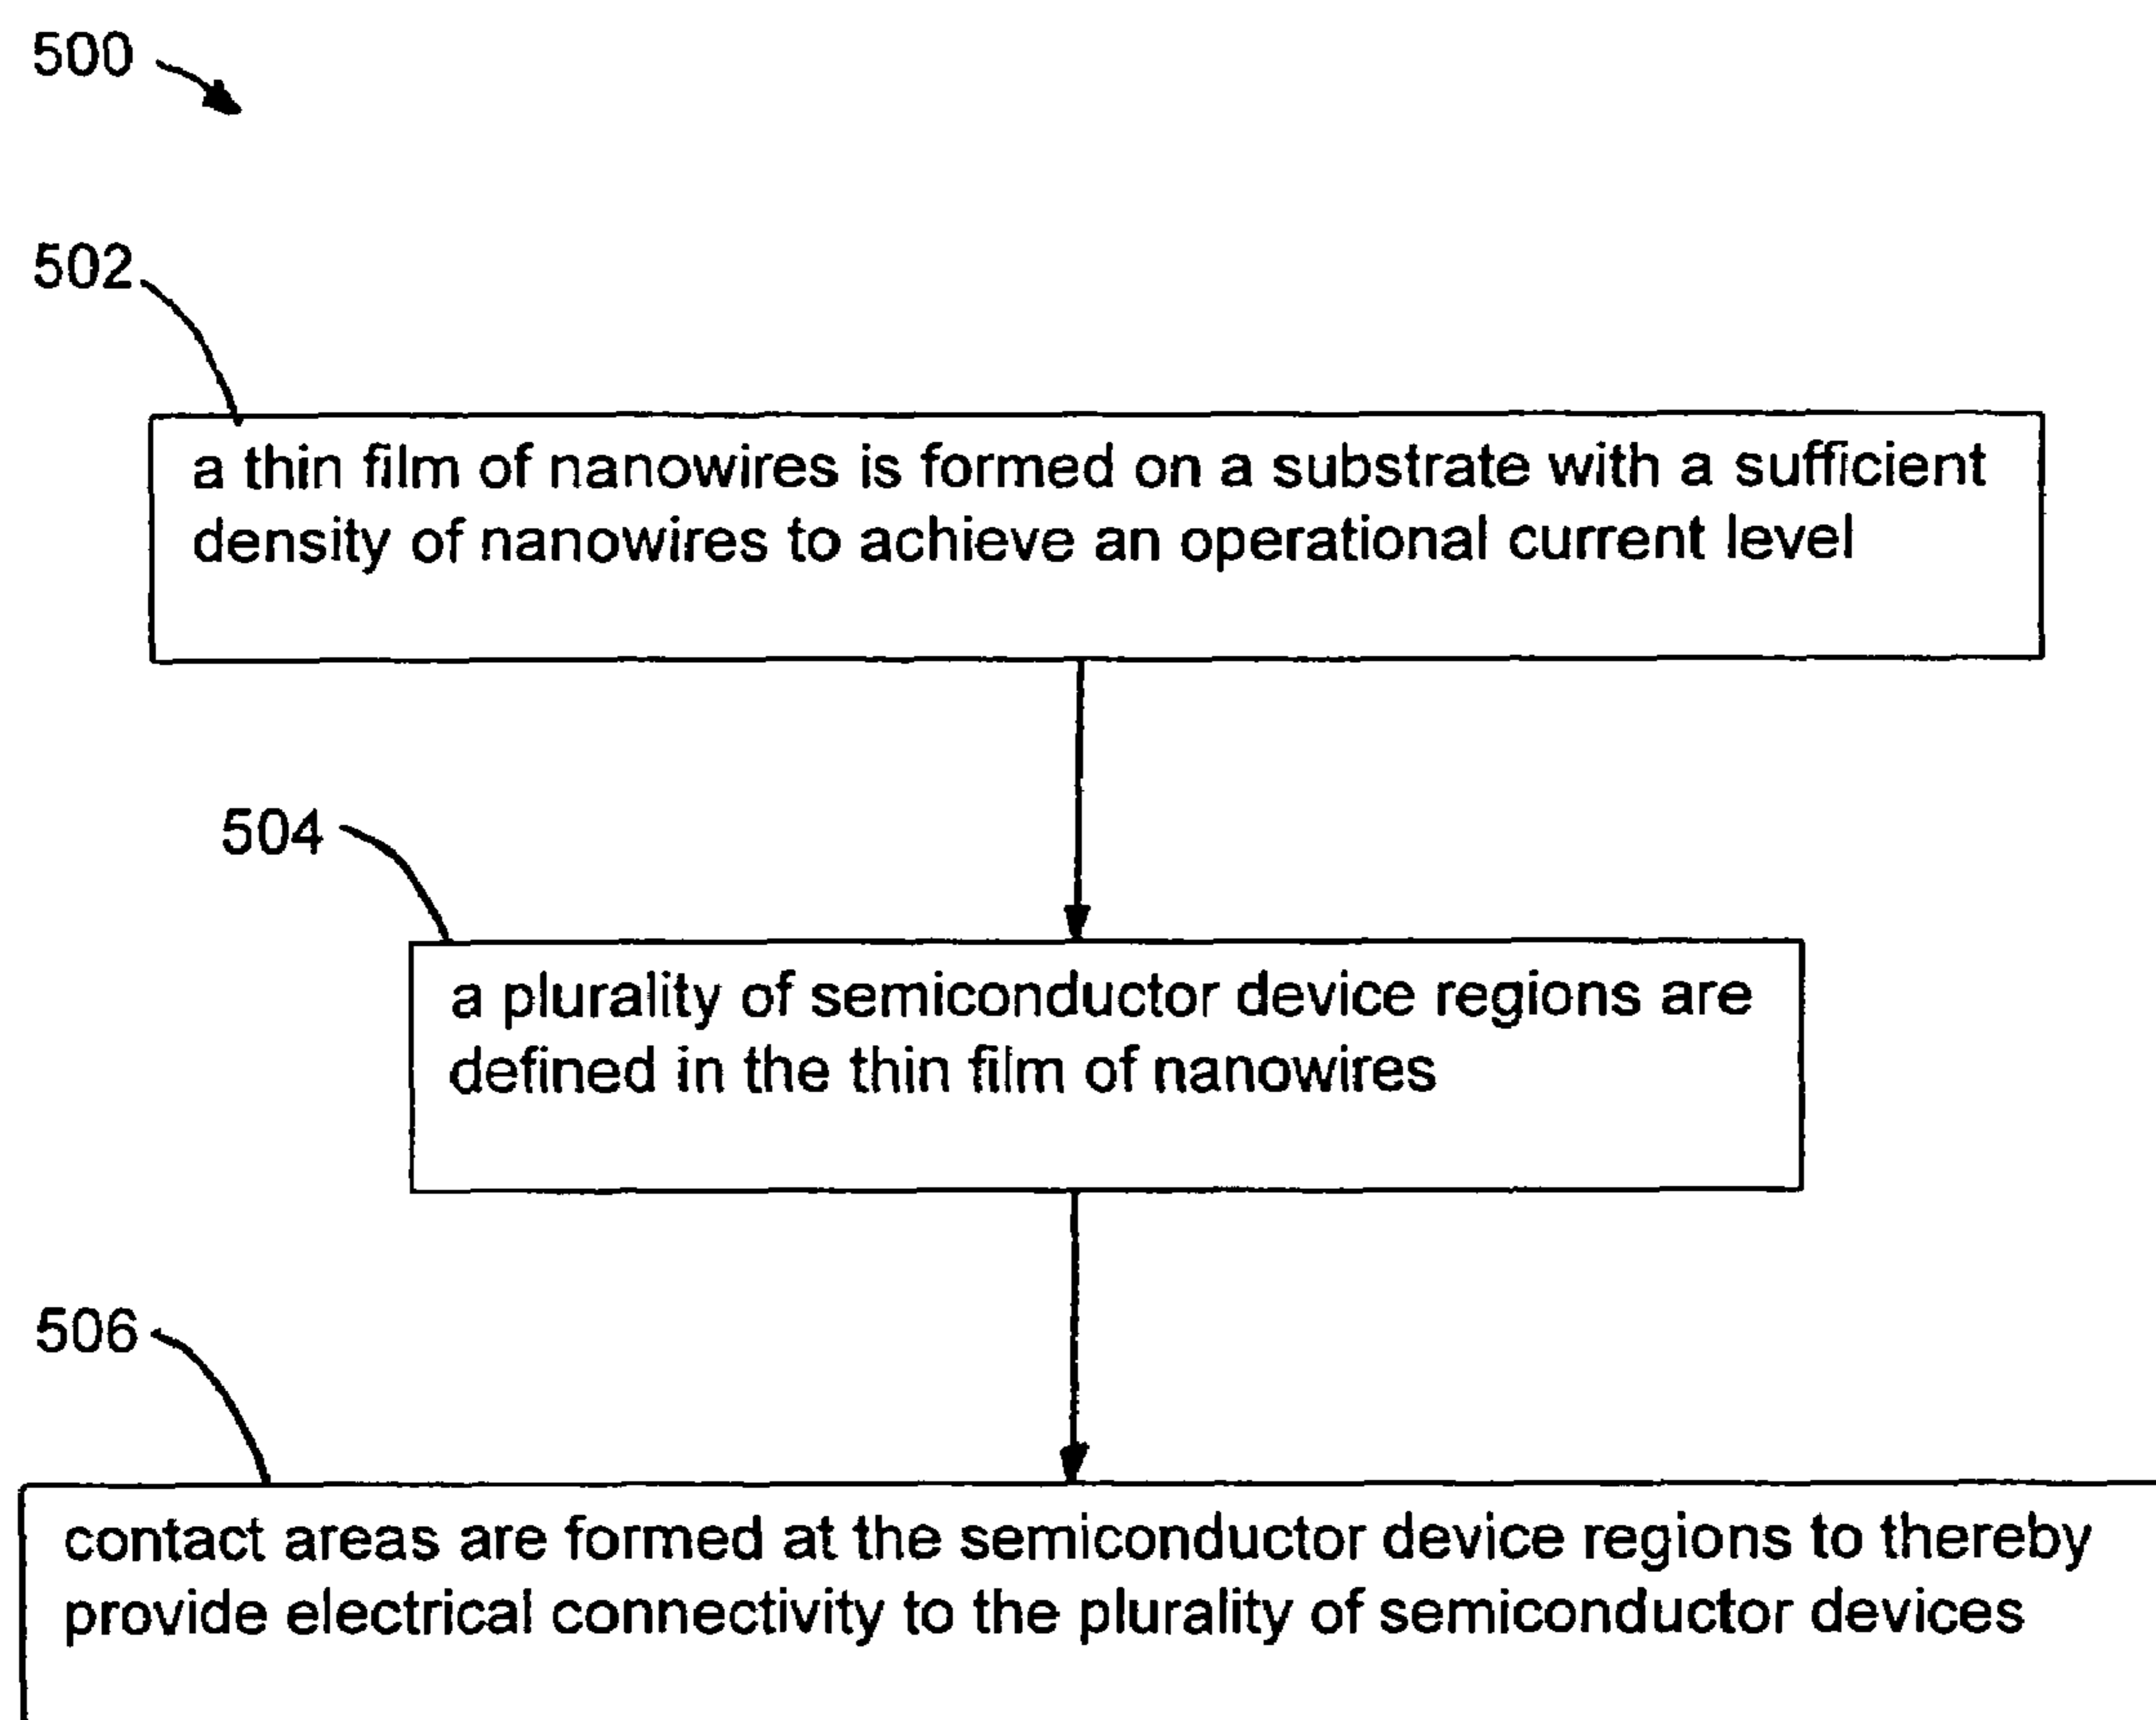 500
502
a thin film of nanowires is formed on a substrate with a sufficient
density of nanowires to achieve an operational current level
504
a plurality of semiconductor device regions are
defined in the thin film of nanowires
506
contact areas are formed at the semiconductor device regions to thereby
provide electrical connectivity to the plurality of semiconductor devices